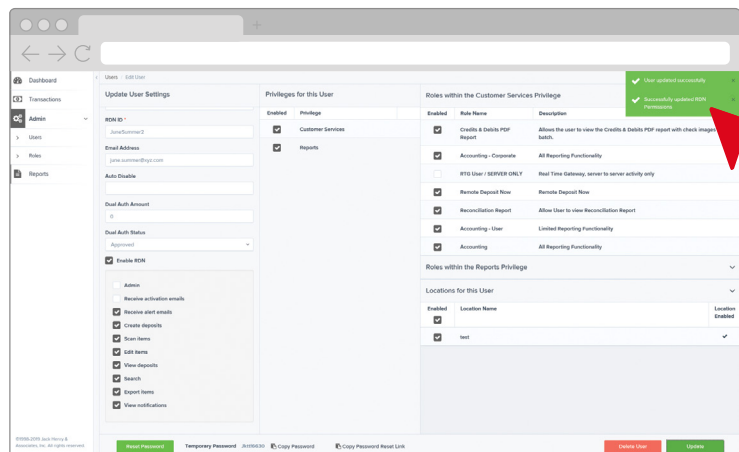 Dashboard
Transactions
Admin
Users
Roles
Reports
Users Edit User
Update User Settings
RDN ID *
JuneSummer3
Email Address
june.summer@xyz.com
Auto Disable
Dual Auth Amount
0
Dual Auth Status
Approved
Enable RDN
Admin
Receive activation emails
Receive alert emails
Create deposits
Scan items
Edit items
View deposits
Search
Export items
View notifications
Privileges for this User
Enabled Privilege
Customer Services
Reports
Roles within the Customer Services Privilege
Enabled Role Name Description
Credits & Debits PDF Allows the user to view the Credits & Debits PDF report with check images
Report batch.
Accounting - Corporate All Reporting Functionality
RTG User / SERVER ONLY Real Time Gateway, server to server activity only
Remote Deposit Now Remote Deposit Now
Reconciliation Report Allow User to view Reconciliation Report
Accounting - User Limited Reporting Functionality
Accounting All Reporting Functionality
Roles within the Reports Privilege
Locations for this User
Enabled Location Name Location
Enabled
test
User updated successfully
Successfully updated RDN
Permissions
©1998-2019 Jack Henry &
Associates, Inc. All rights reserved.
Reset Password Temporary Password Copy Password Copy Password Reset Link Delete User Update